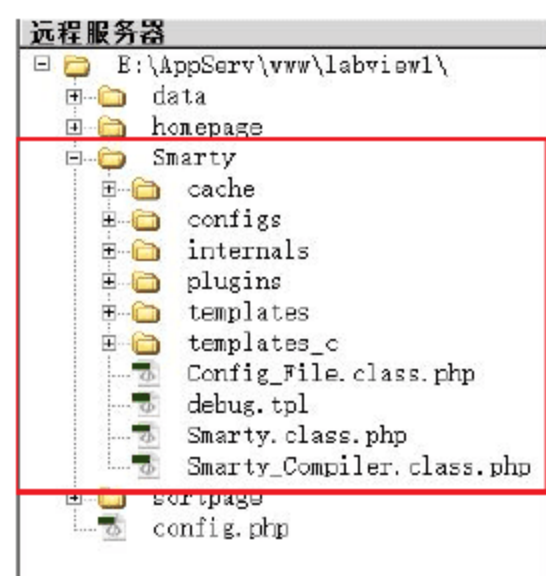 远程服务器
E:\AppServ\www\labview1\
data
homepage
Smarty
cache
configs
internals
plugins
templates
templates_c
Config_File.class.php
debug.tpl
Smarty.class.php
Smarty_Compiler.class.php
sortpage
config.php